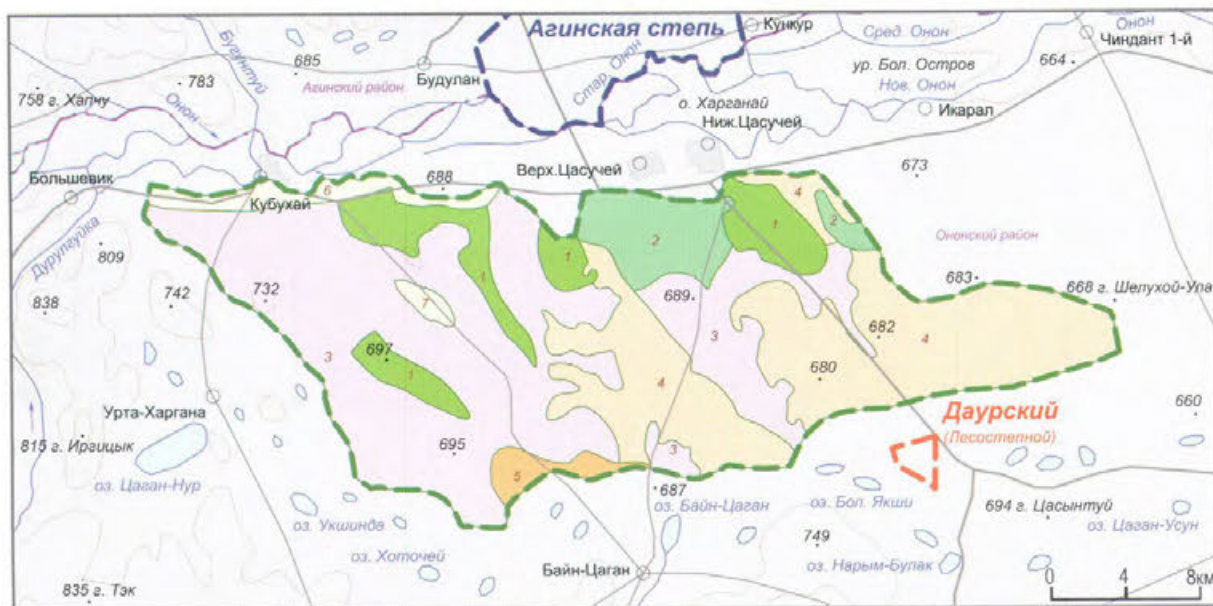 Агинская степь
Кункур
Сред. Онон
Онон
Чиндант 1-й
685
Бугунтуй
Будулан
664
783
Агинский район
Стар. Онон
ур. Бол. Остров
Нов. Онон
758 г. Хапчу
Онон
о. Харганай
Икарал
Ниж.Цасучей
Верх.Цасучей
688
673
Большевик
6
4
Кубухай
1
2
2
Дурулгуйка
1
1
Ононский район
809
742
732
7
689
683
668 г. Шелухой-Ула
838
3
697
1
3
682
4
680
Урта-Харгана
4
Даурский
(Лесостепной)
660
815 г. Иргицык
695
3
5
оз. Цаган-Нур
687
оз. Укшинда
оз. Байн-Цаган
оз. Бол. Якши
694 г. Цасынтуй
оз. Цаган-Усун
оз. Хоточей
749
Байн-Цаган
оз. Нарым-Булак
835 г. Тэк
0 4 8км